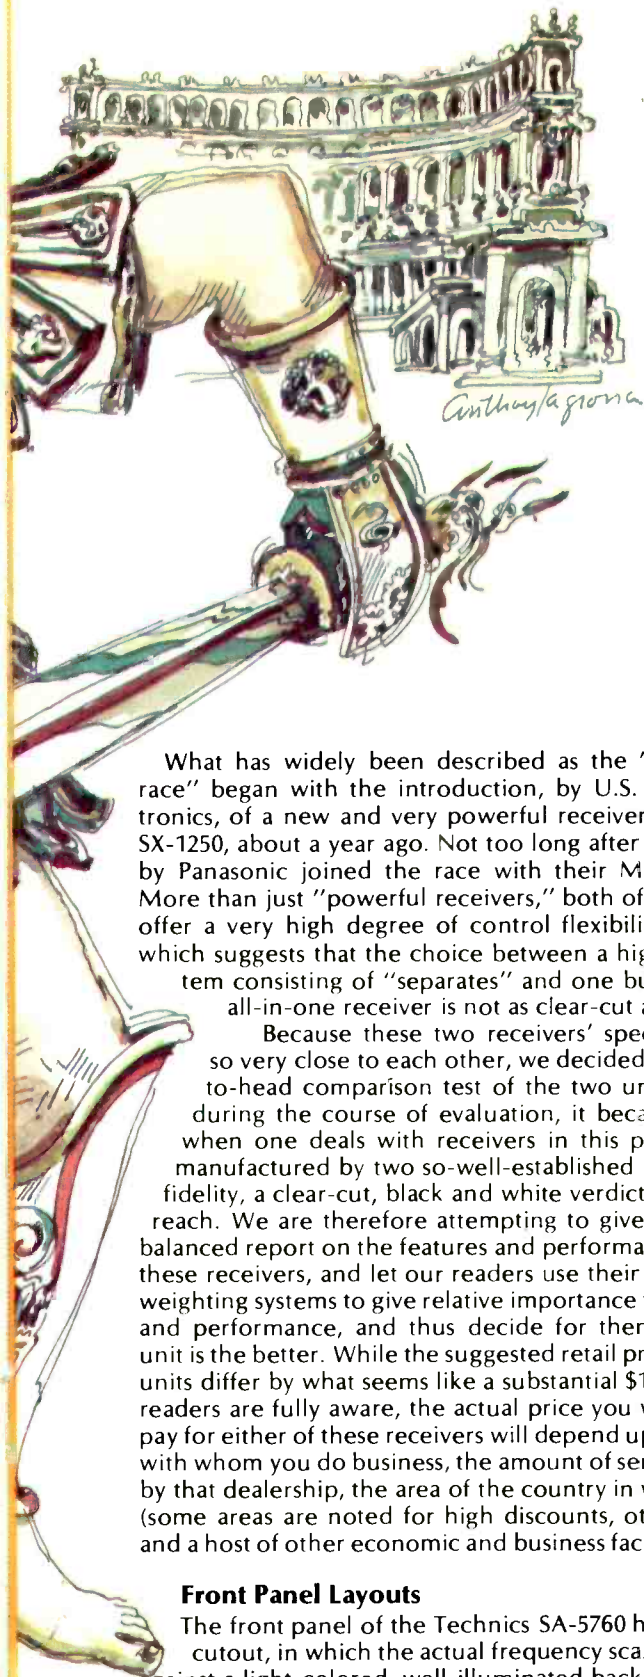 What has widely been described as the "
race" began with the introduction, by U.S.
tronics, of a new and very powerful receiver
SX-1250, about a year ago. Not too long after
by Panasonic joined the race with their M
More than just "powerful receivers," both of
offer a very high degree of control flexibili
which suggests that the choice between a hig
tem consisting of "separates" and one bu
all-in-one receiver is not as clear-cut a
Because these two receivers' spec
so very close to each other, we decided
to-head comparison test of the two un
during the course of evaluation, it beca
when one deals with receivers in this p
manufactured by two so-well-established
fidelity, a clear-cut, black and white verdict
reach. We are therefore attempting to give
balanced report on the features and performa
these receivers, and let our readers use their
weighting systems to give relative importance
and performance, and thus decide for ther
unit is the better. While the suggested retail pr
units differ by what seems like a substantial $1
readers are fully aware, the actual price you w
pay for either of these receivers will depend up
with whom you do business, the amount of ser
by that dealership, the area of the country in w
(some areas are noted for high discounts, ot
and a host of other economic and business fac
Front Panel Layouts
The front panel of the Technics SA-5760 h
cutout, in which the actual frequency sca
against a light-colored, well-illuminated bac